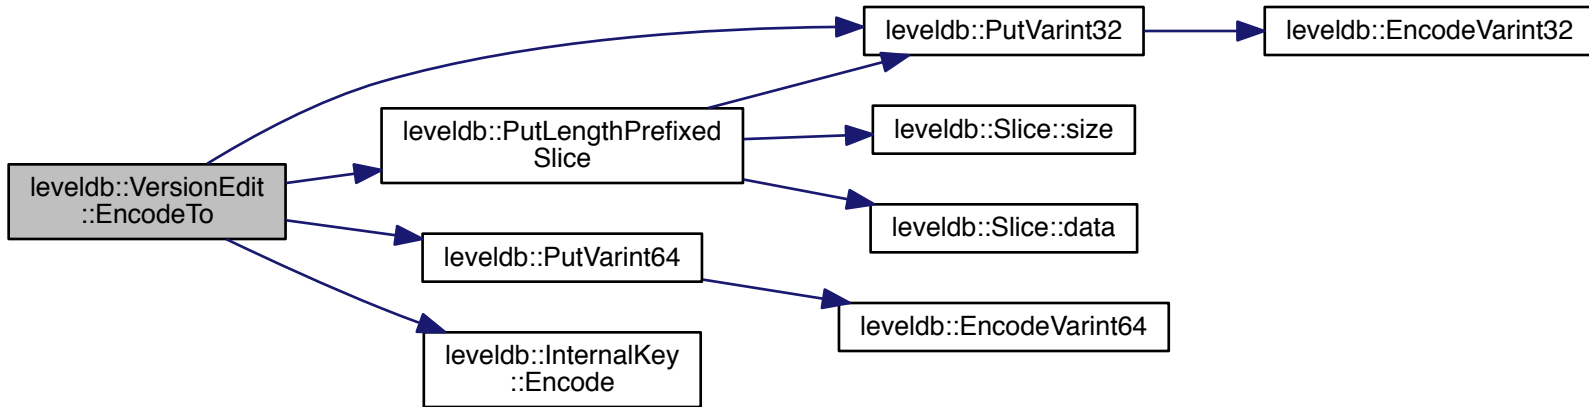 leveldb::VersionEdit
::EncodeTo
leveldb::PutLengthPrefixed
Slice
leveldb::PutVarint64
leveldb::InternalKey
::Encode
leveldb::PutVarint32
leveldb::Slice::size
leveldb::Slice::data
leveldb::EncodeVarint64
leveldb::EncodeVarint32